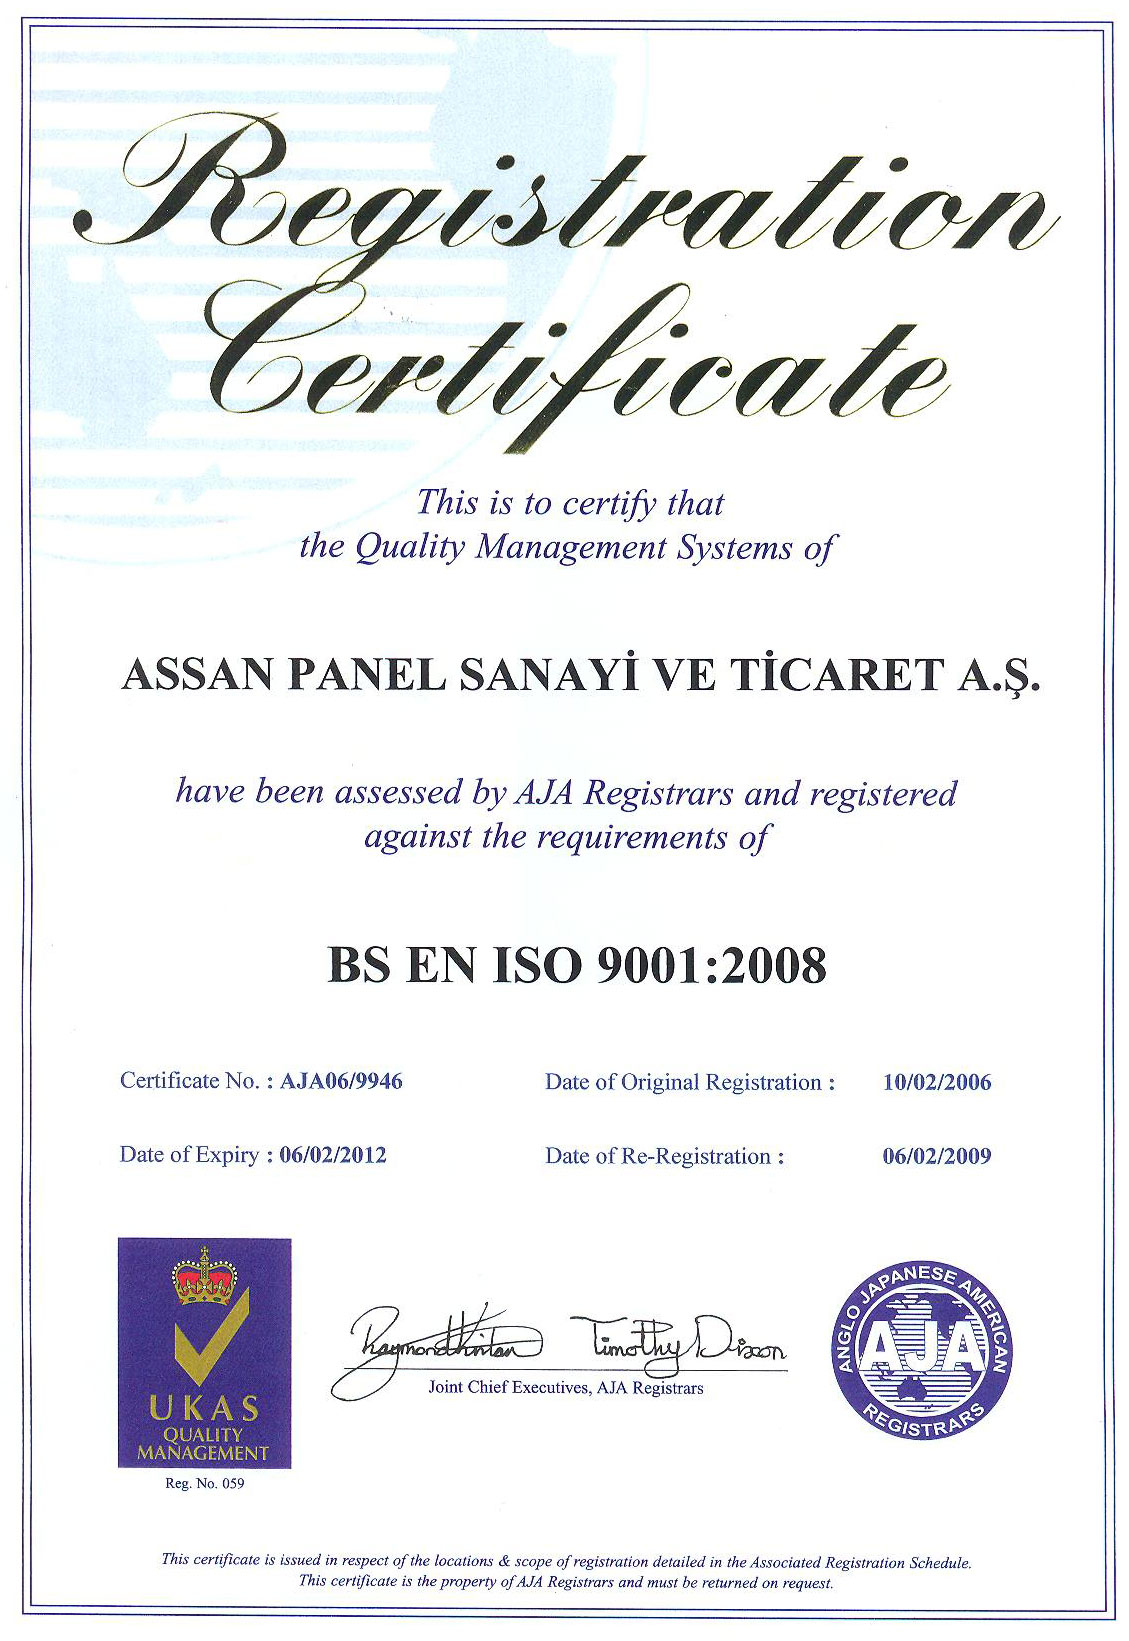 Registration
Certificate
This is to certify that
the Quality Management Systems of
ASSAN PANEL SANAYİ VE TİCARET A.Ş.
have been assessed by AJA Registrars and registered
against the requirements of
BS EN ISO 9001:2008
Certificate No. : AJA06/9946 Date of Original Registration : 10/02/2006
Date of Expiry : 06/02/2012 Date of Re-Registration : 06/02/2009
UKAS
QUALITY
MANAGEMENT
Reg. No. 059
Timothy Dixon
Joint Chief Executives, AJA Registrars
ANGLO JAPANESE AMERICAN
AJA
REGISTRARS
This certificate is issued in respect of the locations & scope of registration detailed in the Associated Registration Schedule.
This certificate is the property of AJA Registrars and must be returned on request.